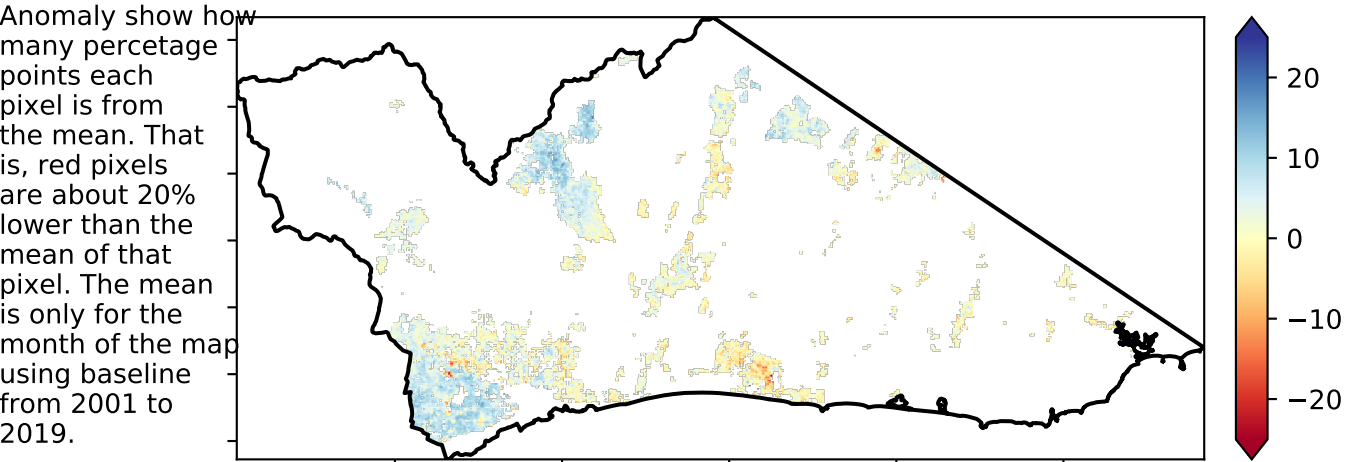 Anomaly show how
many percetage
points each
pixel is from
the mean. That
is, red pixels
are about 20%
lower than the
mean of that
pixel. The mean
is only for the
month of the map
using baseline
from 2001 to
2019.
20
10
0
−10
−20